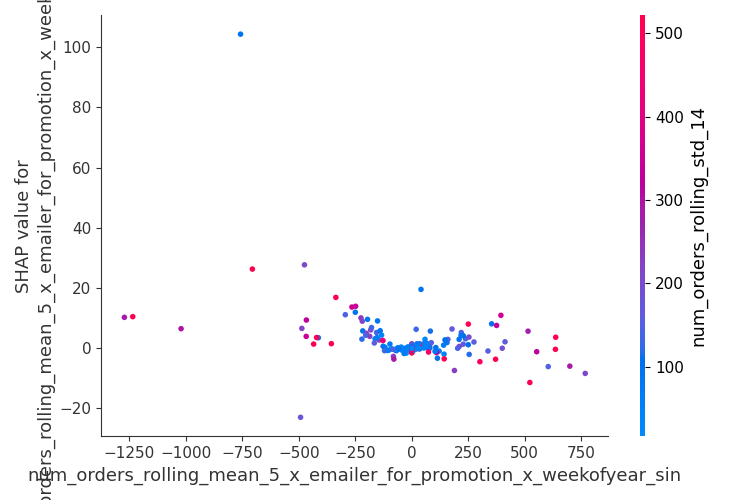 SHAP value for
orders_rolling_mean_5_x_emailer_for_promotion_x_week
100
80
60
40
20
0
−20
−1250 −1000 −750 −500 −250 0 250 500 750
num_orders_rolling_mean_5_x_emailer_for_promotion_x_weekofyear_sin
500
400
300
200
100
num_orders_rolling_std_14